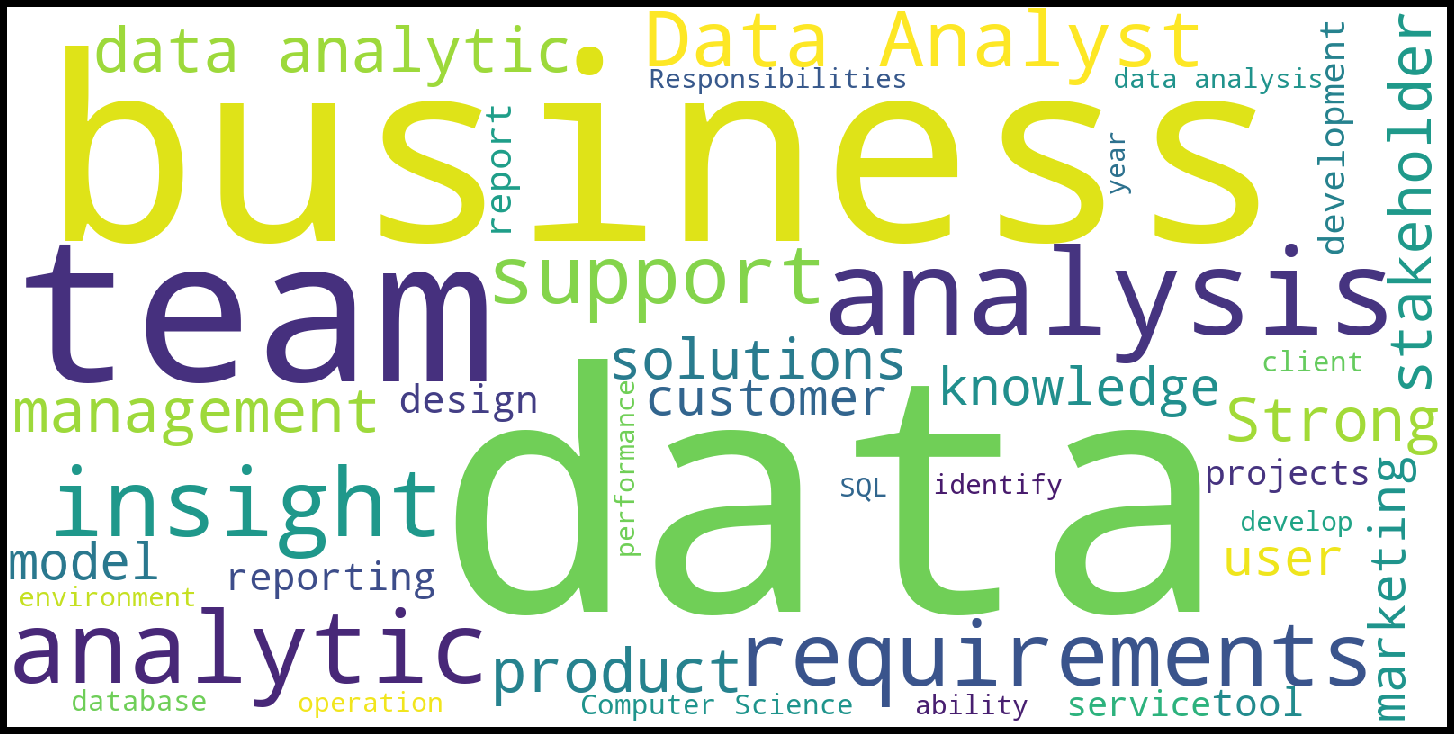 data analytic
Data Analyst
Responsibilities
data analysis
development
stakeholder
business
report
year
team
support
analysis
solutions
client
customer
knowledge
management
design
Strong
performance
data
insight
SQL
identify
projects
marketing
develop
model
reporting
user
environment
analytic
product
requirements
database
operation
Computer Science
ability
service
tool